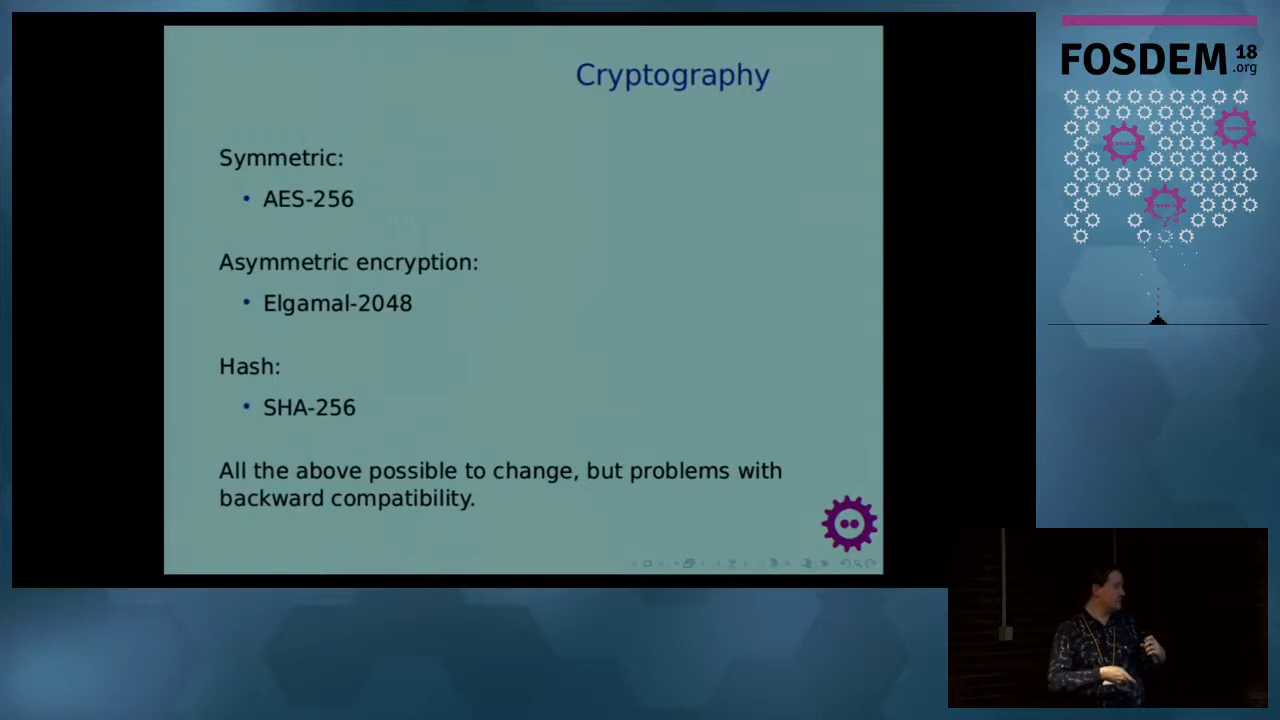 Cryptography
Symmetric:
• AES-256
Asymmetric encryption:
• Elgamal-2048
Hash:
• SHA-256
All the above possible to change, but problems with
backward compatibility.
FOSDEM 18
.org